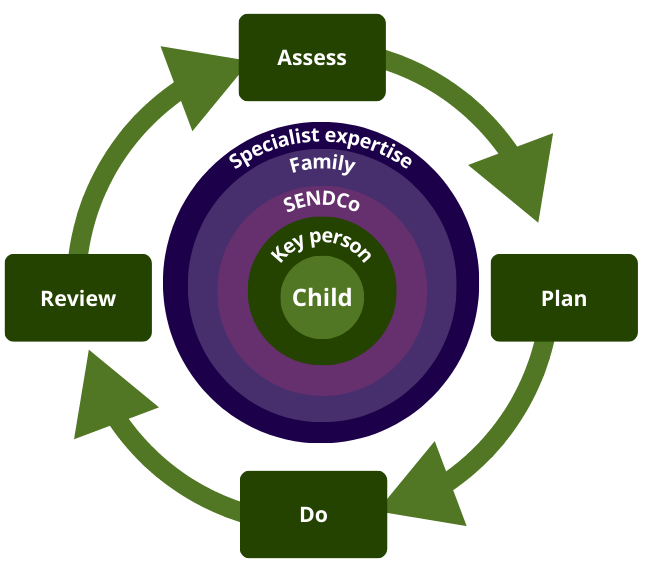 Assess
Specialist expertise
Family
SENDCo
Key person
Child
Review
Plan
Do